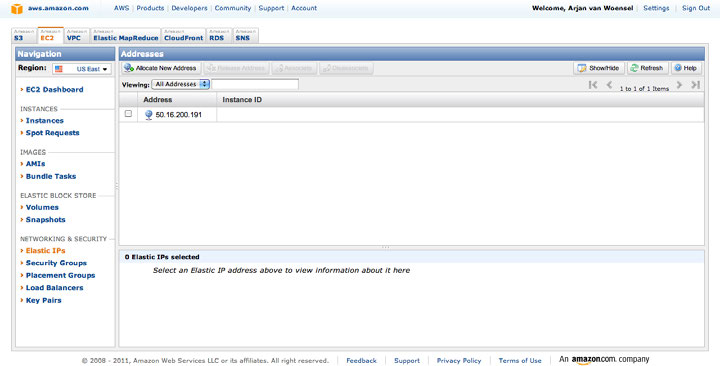 aws.amazon.com AWS | Products | Developers | Community | Support | Account Welcome, Arjan van Woensel | Settings | Sign Out
Amazon S3 Amazon EC2 Amazon VPC Amazon Elastic MapReduce Amazon CloudFront Amazon RDS Amazon SNS
Navigation
Region: US East
EC2 Dashboard
INSTANCES
Instances
Spot Requests
IMAGES
AMIs
Bundle Tasks
ELASTIC BLOCK STORE
Volumes
Snapshots
NETWORKING & SECURITY
Elastic IPs
Security Groups
Placement Groups
Load Balancers
Key Pairs
Addresses
Allocate New Address Release Address Associate Disassociate Show/Hide Refresh Help
Viewing: All Addresses 1 to 1 of 1 Items
Address Instance ID
50.16.200.191
0 Elastic IPs selected
Select an Elastic IP address above to view information about it here
© 2008 - 2011, Amazon Web Services LLC or its affiliates. All right reserved. | Feedback | Support | Privacy Policy | Terms of Use | An amazon.com. company